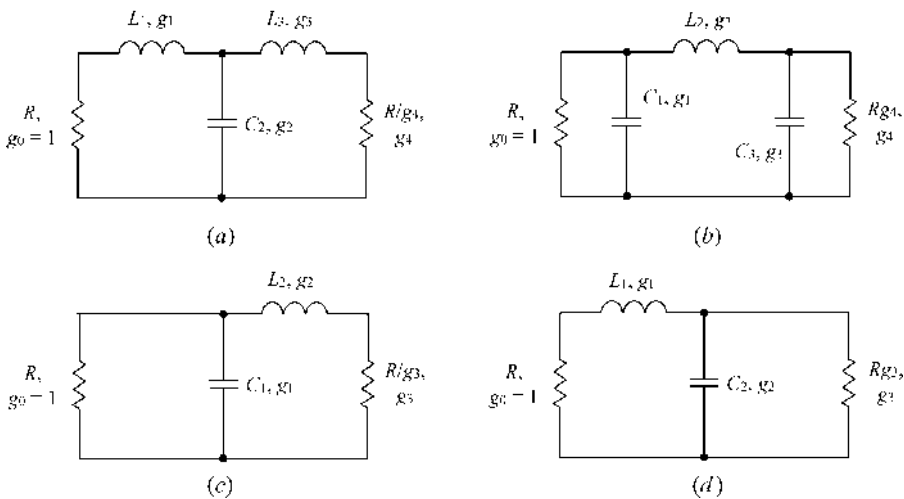 L1, g1
L3, g3
R,
g0 = 1
C2, g2
R/g4,
g4
(a)
L2, g2
R,
g0 = 1
C1, g1
C3, g3
Rg4,
g4
(b)
L2, g2
R,
g0 = 1
C1, g1
R/g3,
g3
(c)
L1, g1
R,
g0 = 1
C2, g2
g3
(d)